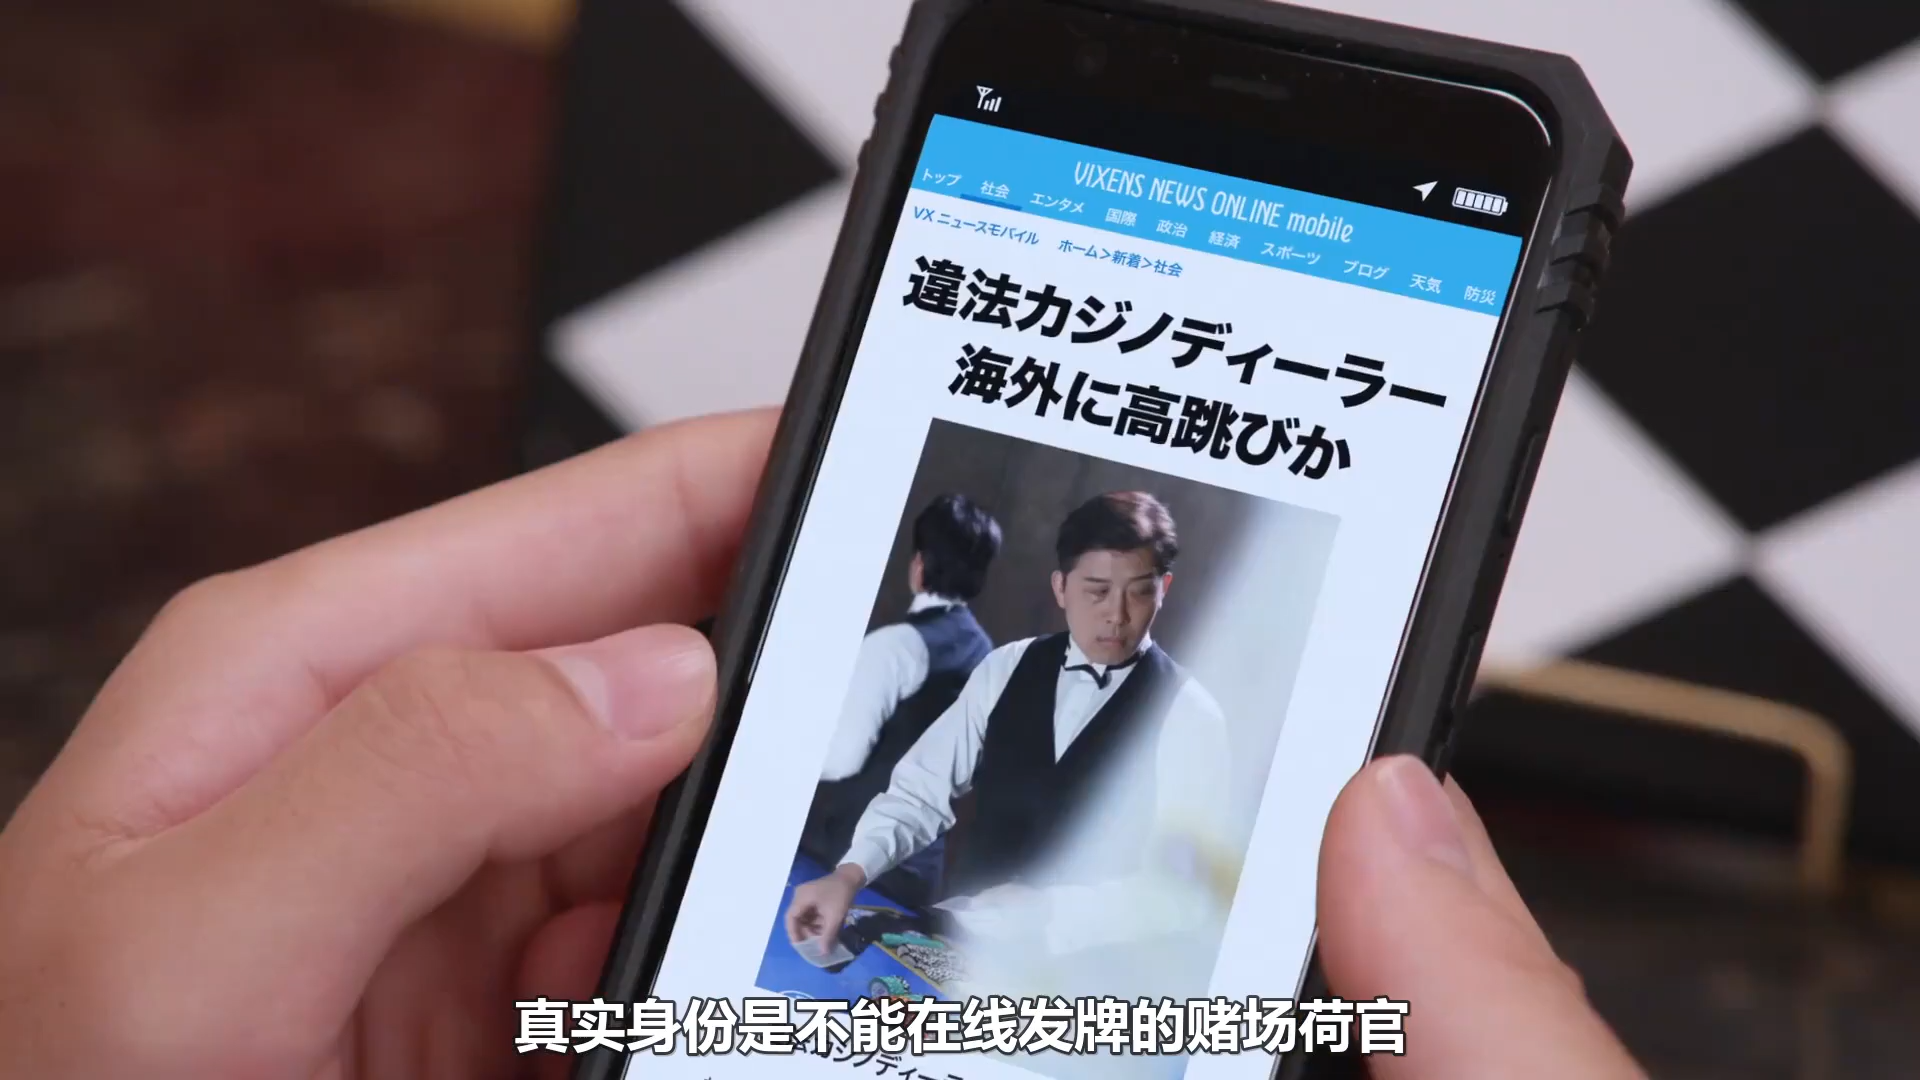 VIXENS NEWS ONLINE mobile
トップ 社会 エンタメ 国際 政治 経済 スポーツ ブログ 天気 防災
VX ニュースモバイル ホーム>新着>社会
違法カジノディーラー
海外に高跳びか
真实身份是不能在线发牌的赌场荷官